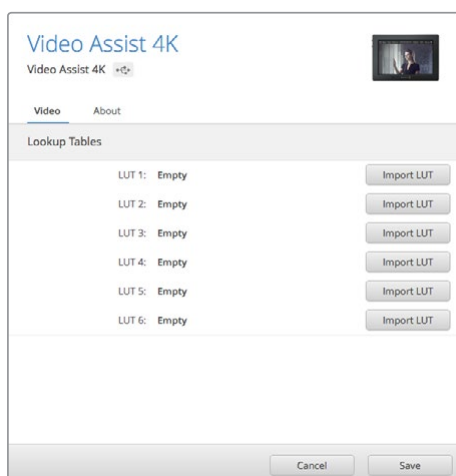 Video Assist 4K
Video Assist 4K
Video About
Lookup Tables
LUT 1: Empty Import LUT
LUT 2: Empty Import LUT
LUT 3: Empty Import LUT
LUT 4: Empty Import LUT
LUT 5: Empty Import LUT
LUT 6: Empty Import LUT
Cancel Save